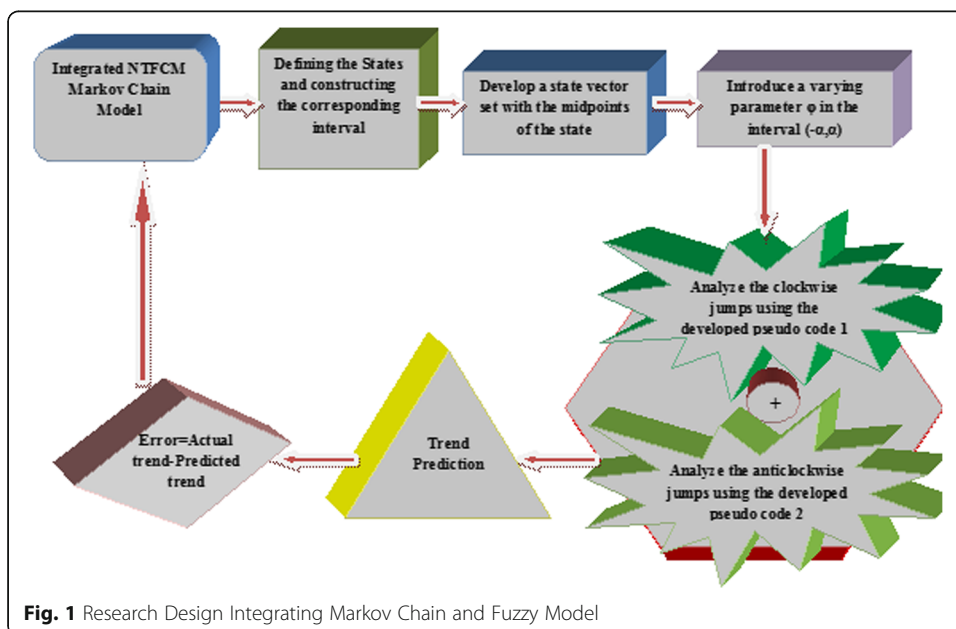 Integrated NTFCM
Markov Chain
Model
Defining the States
and constructing
the corresponding
interval
Develop a state vector
set with the midpoints
of the state
Introduce a varying
parameter φ in the
interval (-α,α)
Analyze the clockwise
jumps using the
developed pseudo code 1
+
Analyze the anticlockwise
jumps using the developed
pseudo code 2
Trend
Prediction
Error=Actual
trend-Predicted
trend
Fig. 1 Research Design Integrating Markov Chain and Fuzzy Model